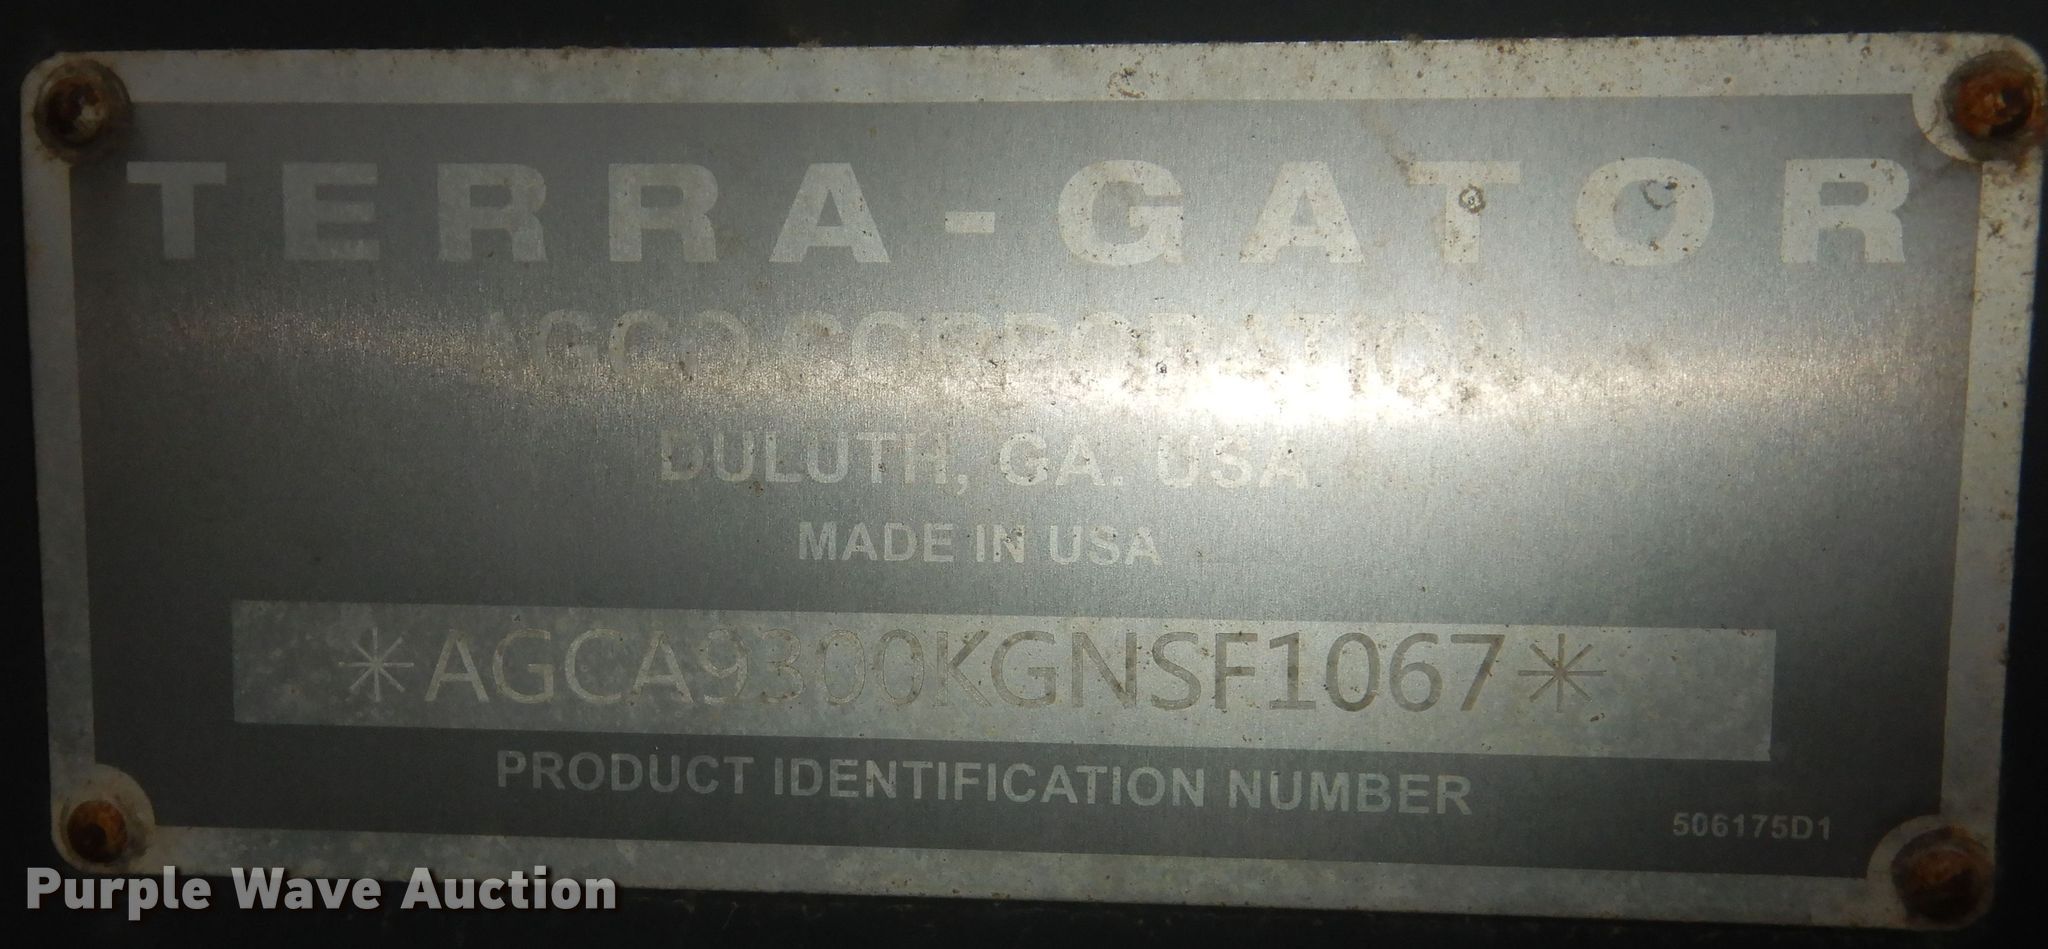 TERRA-GATOR
AGCO CORPORATION
DULUTH, GA. USA
MADE IN USA
*AGCA9300KGNSF1067*
PRODUCT IDENTIFICATION NUMBER
506175D1
Purple Wave Auction